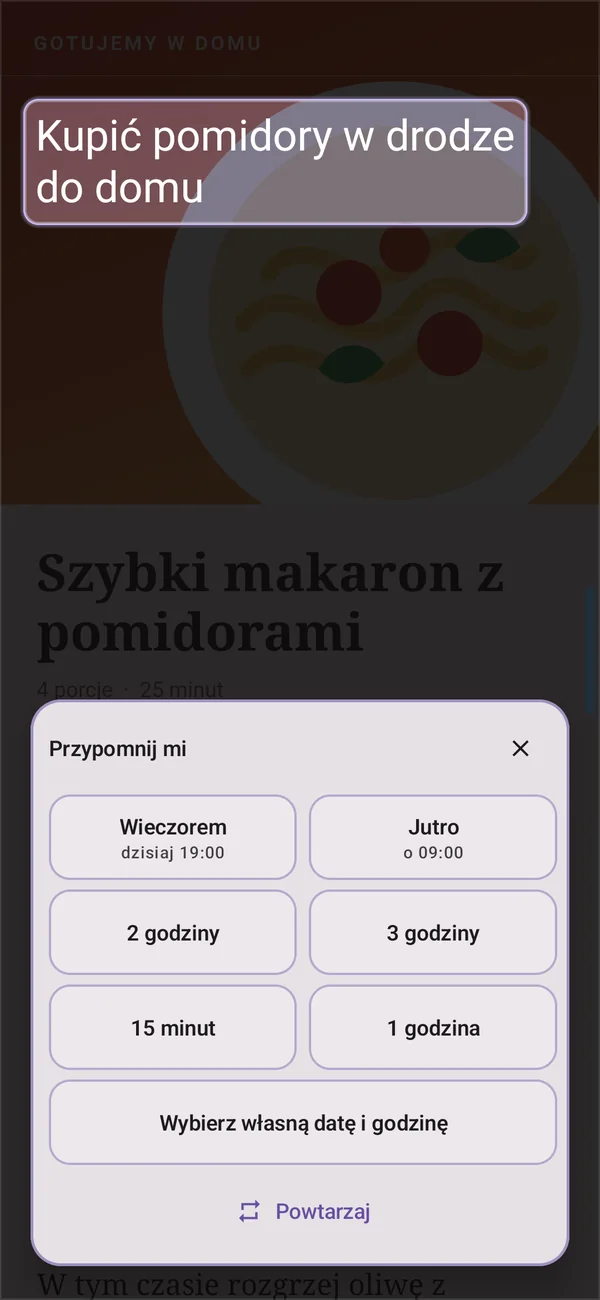 GOTUJEMY W DOMU
Kupić pomidory w drodze
do domu
Szybki makaron z
pomidorami
4 porcje · 25 minut
Przypomnij mi
Wieczorem
dzisiaj 19:00
Jutro
o 09:00
2 godziny
3 godziny
15 minut
1 godzina
Wybierz własną datę i godzinę
Powtarzaj
W tym czasie rozgrzej oliwę z